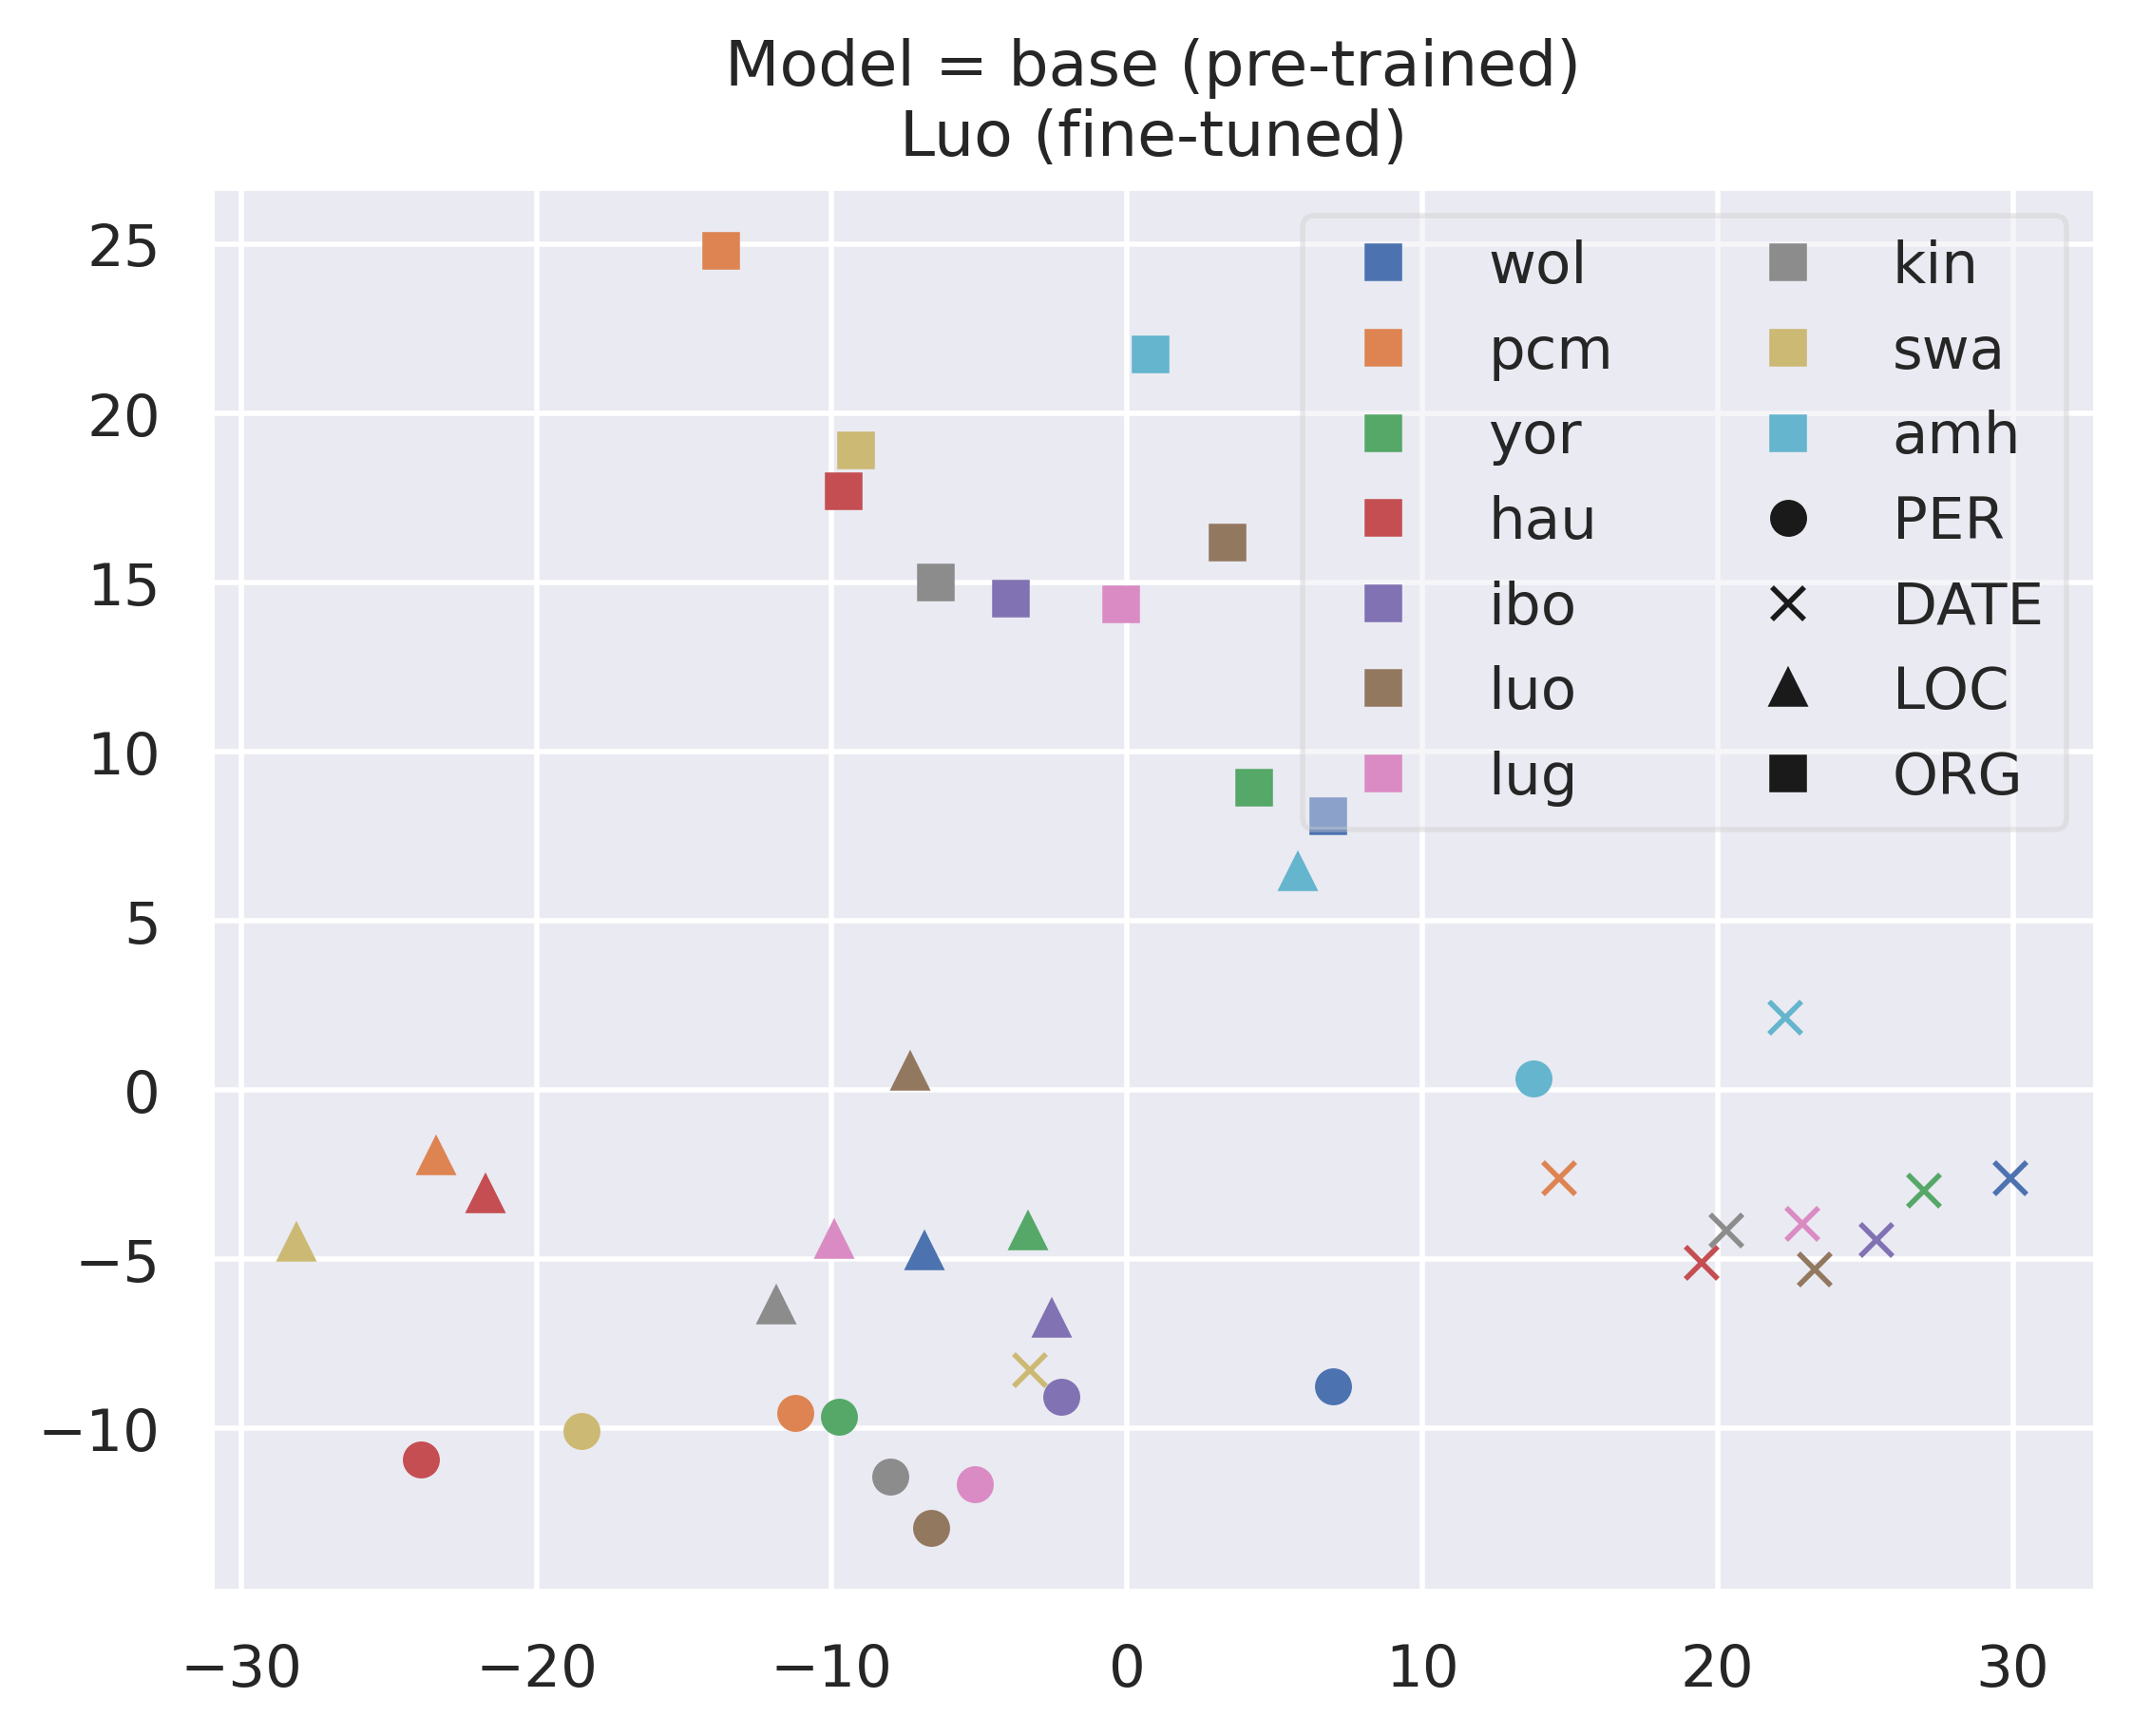 Model = base (pre-trained)
Luo (fine-tuned)
25
20
15
10
5
0
−5
−10
−30
−20
−10
0
10
20
30
wol
pcm
yor
hau
ibo
luo
lug
kin
swa
amh
PER
DATE
LOC
ORG